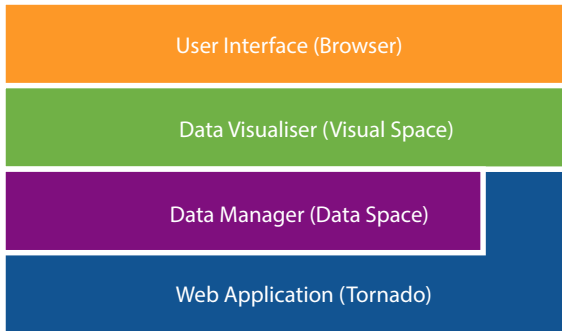 User Interface (Browser)
Data Visualiser (Visual Space)
Data Manager (Data Space)
Web Application (Tornado)